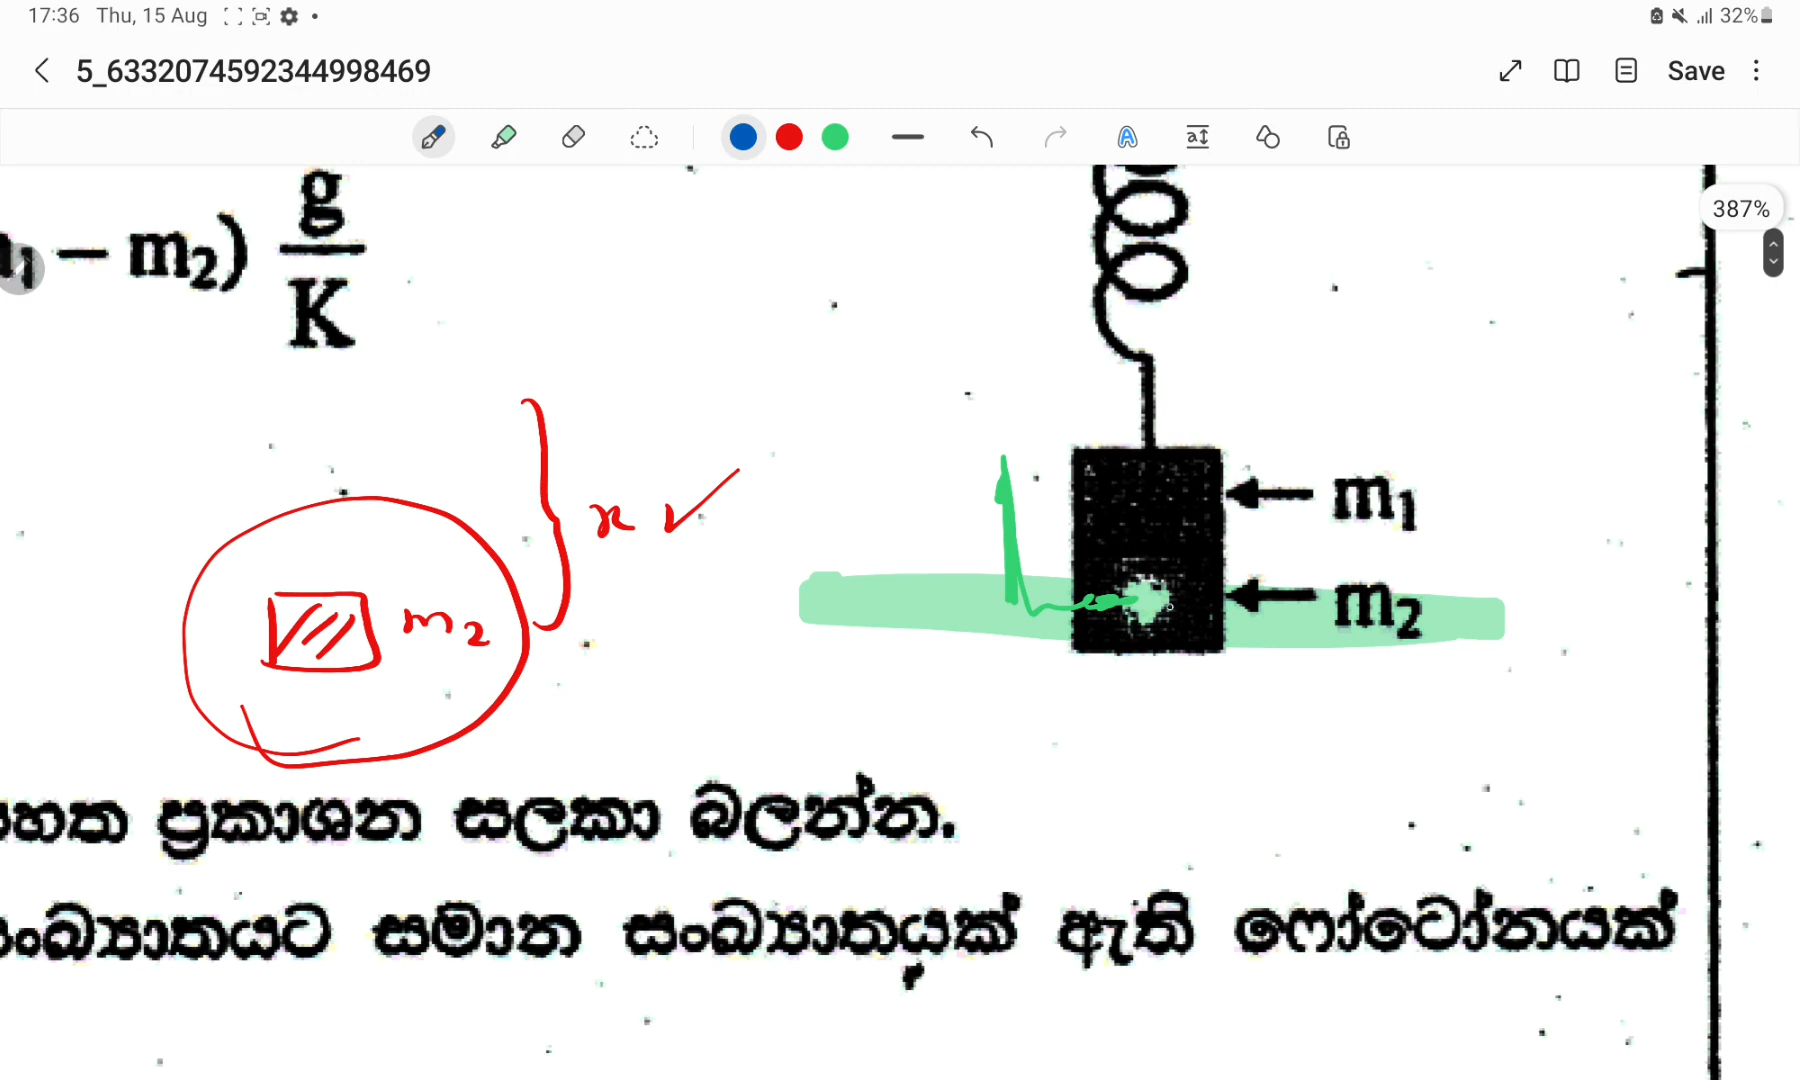 17:36 Thu, 15 Aug
32%
5_6332074592344998469
Save
387%
− m₂) g
K
m₁
x
m₂
m₂
ප්‍රකාශන සලකා බලන්න.
සමාන සංඛ්‍යාතයක් ඇති ෆෝටෝනයක්